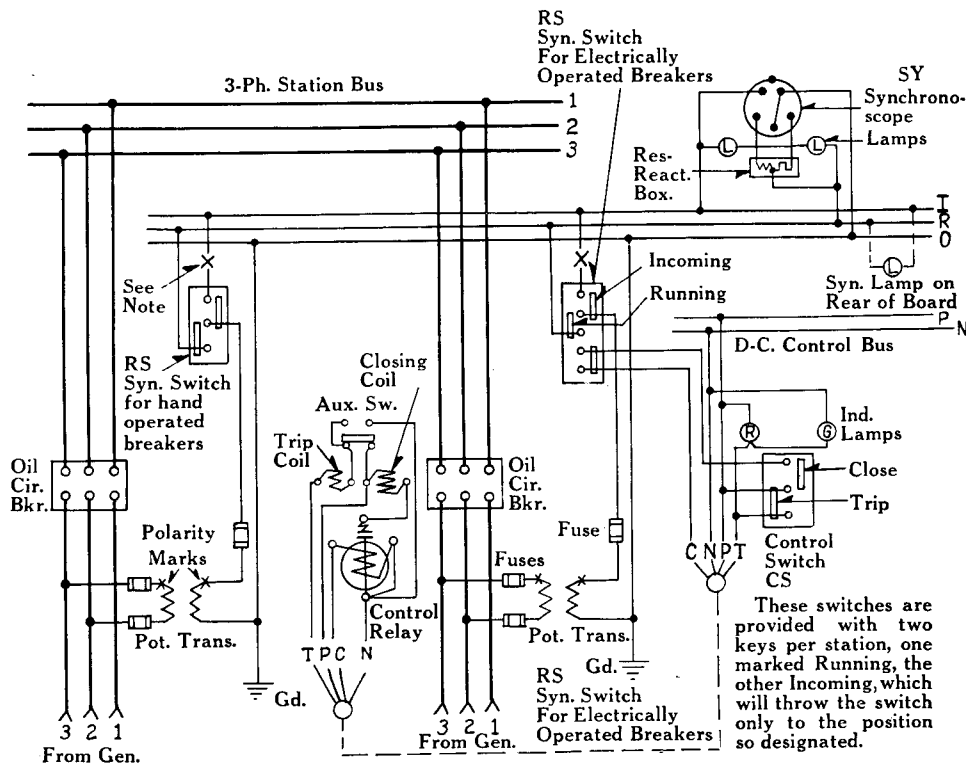 RS
Syn. Switch
For Electrically
Operated Breakers
3-Ph. Station Bus
1
2
3
SY
Synchrono-
scope
Lamps
L
L
Res-
React.
Box.
I
R
O
See
Note
Incoming
Running
L
Syn. Lamp on
Rear of Board
P
N
D-C. Control Bus
RS
Syn. Switch
for hand
operated
breakers
Closing
Coil
Aux. Sw.
Trip
Coil
R
G
Ind.
Lamps
Oil
Cir.
Bkr.
Oil
Cir.
Bkr.
Close
Trip
Fuse
Polarity
Marks
Fuses
C N P T
Control
Switch
CS
Pot. Trans.
Control
Relay
Pot. Trans.
T P C N
Gd.
Gd.
RS
Syn. Switch
For Electrically
Operated Breakers
These switches are
provided with two
keys per station, one
marked Running, the
other Incoming, which
will throw the switch
only to the position
so designated.
3 2 1
From Gen.
3 2 1
From Gen.